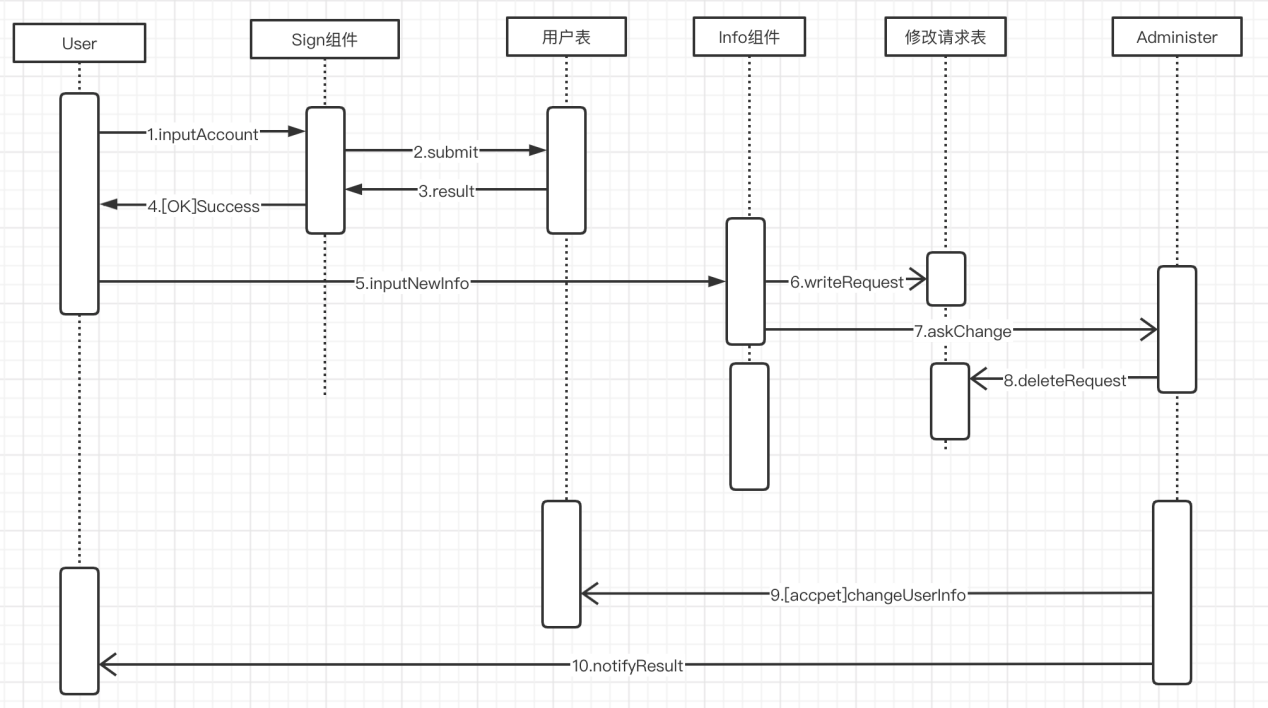 User
Sign组件
用户表
Info组件
修改请求表
Administer
1.inputAccount
2.submit
3.result
4.[OK]Success
5.inputNewInfo
6.writeRequest
7.askChange
8.deleteRequest
9.[accpet]changeUserInfo
10.notifyResult